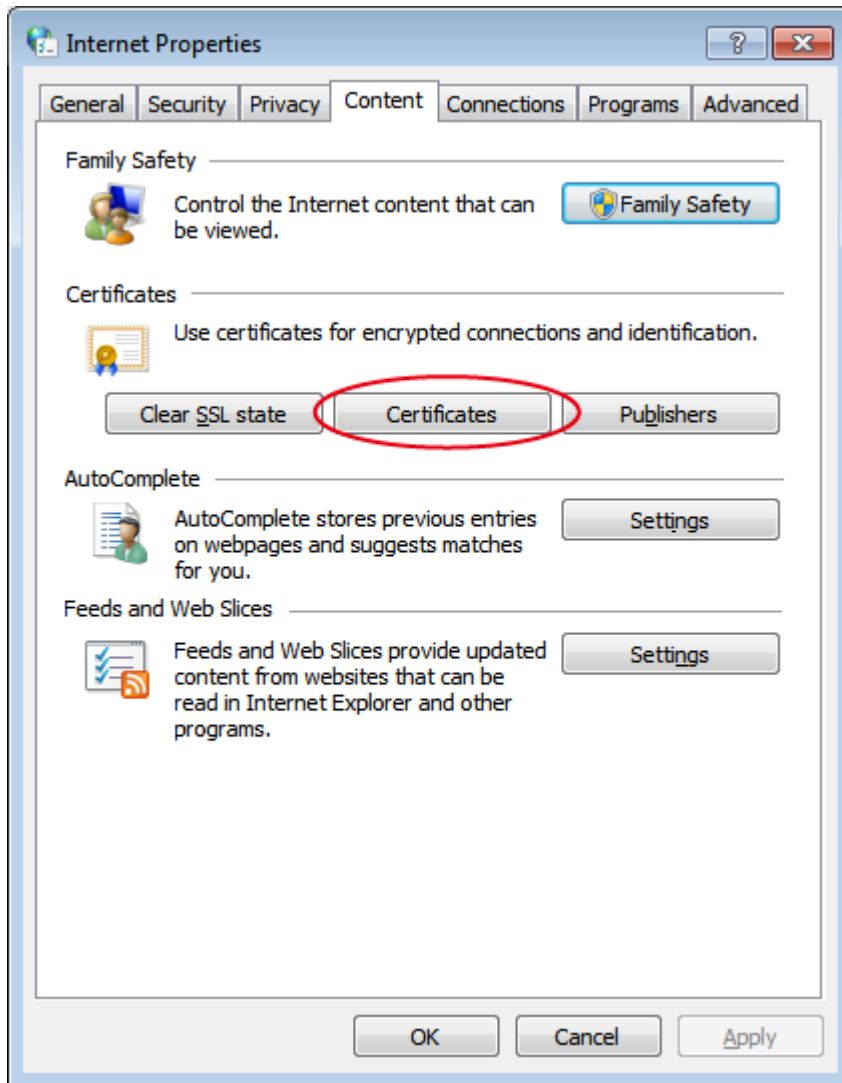 Internet Properties
General Security Privacy Content Connections Programs Advanced
Family Safety
Control the Internet content that can
be viewed.
Family Safety
Certificates
Use certificates for encrypted connections and identification.
Clear SSL state Certificates Publishers
AutoComplete
AutoComplete stores previous entries
on webpages and suggests matches
for you.
Settings
Feeds and Web Slices
Feeds and Web Slices provide updated
content from websites that can be
read in Internet Explorer and other
programs.
Settings
OK Cancel Apply